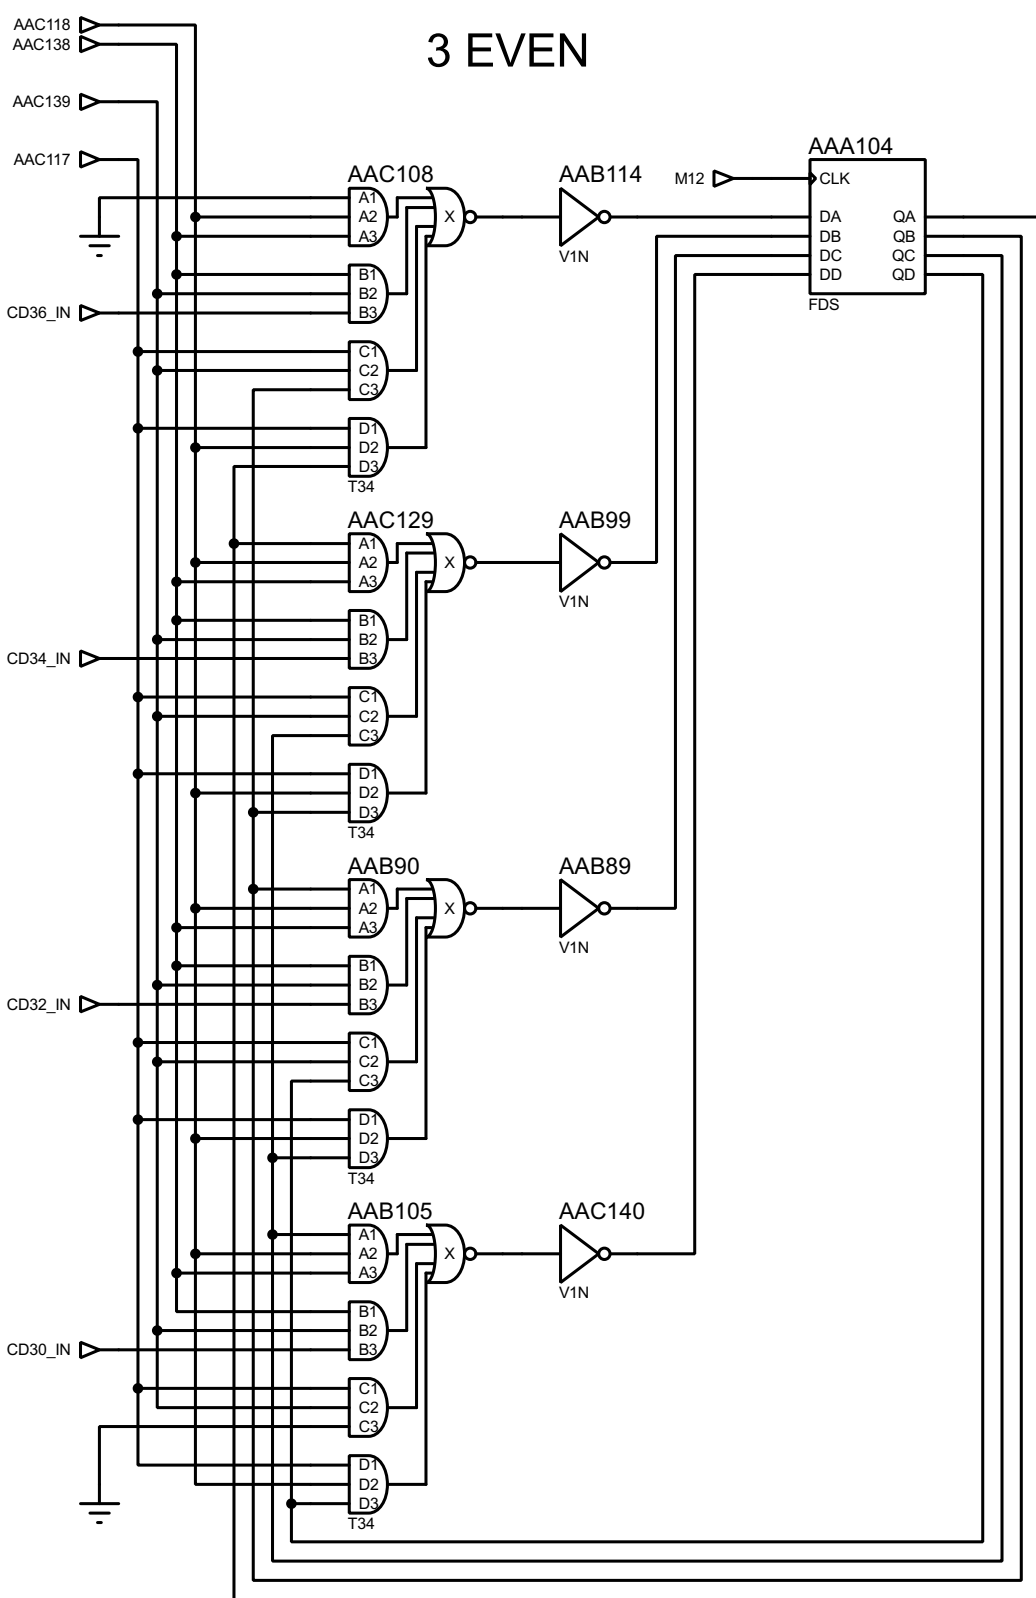 AAC118
AAC138
3 EVEN
AAC139
AAC117
AAC108
AAB114
AAA104
M12
CLK
A1
A2
A3
X
V1N
DA
DB
DC
DD
QA
QB
QC
QD
FDS
B1
B2
B3
CD36_IN
C1
C2
C3
D1
D2
D3
T34
AAC129
AAB99
A1
A2
A3
X
V1N
B1
B2
B3
CD34_IN
C1
C2
C3
D1
D2
D3
T34
AAB90
AAB89
A1
A2
A3
X
V1N
B1
B2
B3
CD32_IN
C1
C2
C3
D1
D2
D3
T34
AAB105
AAC140
A1
A2
A3
X
V1N
B1
B2
B3
CD30_IN
C1
C2
C3
D1
D2
D3
T34